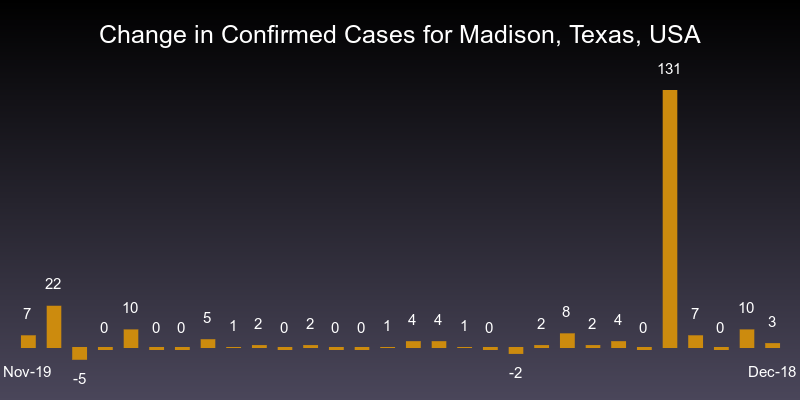 Change in Confirmed Cases for Madison, Texas, USA
131
7 22 -5 0 10 0 0 5 1 2 0 2 0 0 1 4 4 1 0 -2 2 8 2 4 0 7 0 10 3
Nov-19 Dec-18